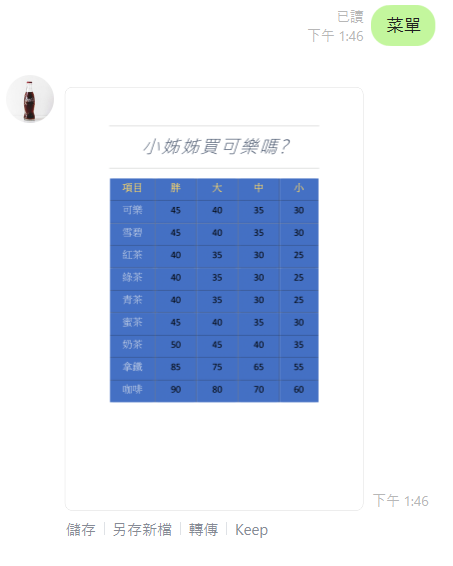 已讀
下午 1:46
菜單
小姊姊買可樂嗎?
項目 胖 大 中 小
可樂 45 40 35 30
雪碧 45 40 35 30
紅茶 40 35 30 25
綠茶 40 35 30 25
青茶 40 35 30 25
蜜茶 45 40 35 30
奶茶 50 45 40 35
拿鐵 85 75 65 55
咖啡 90 80 70 60
下午 1:46
儲存 | 另存新檔 | 轉傳 | Keep